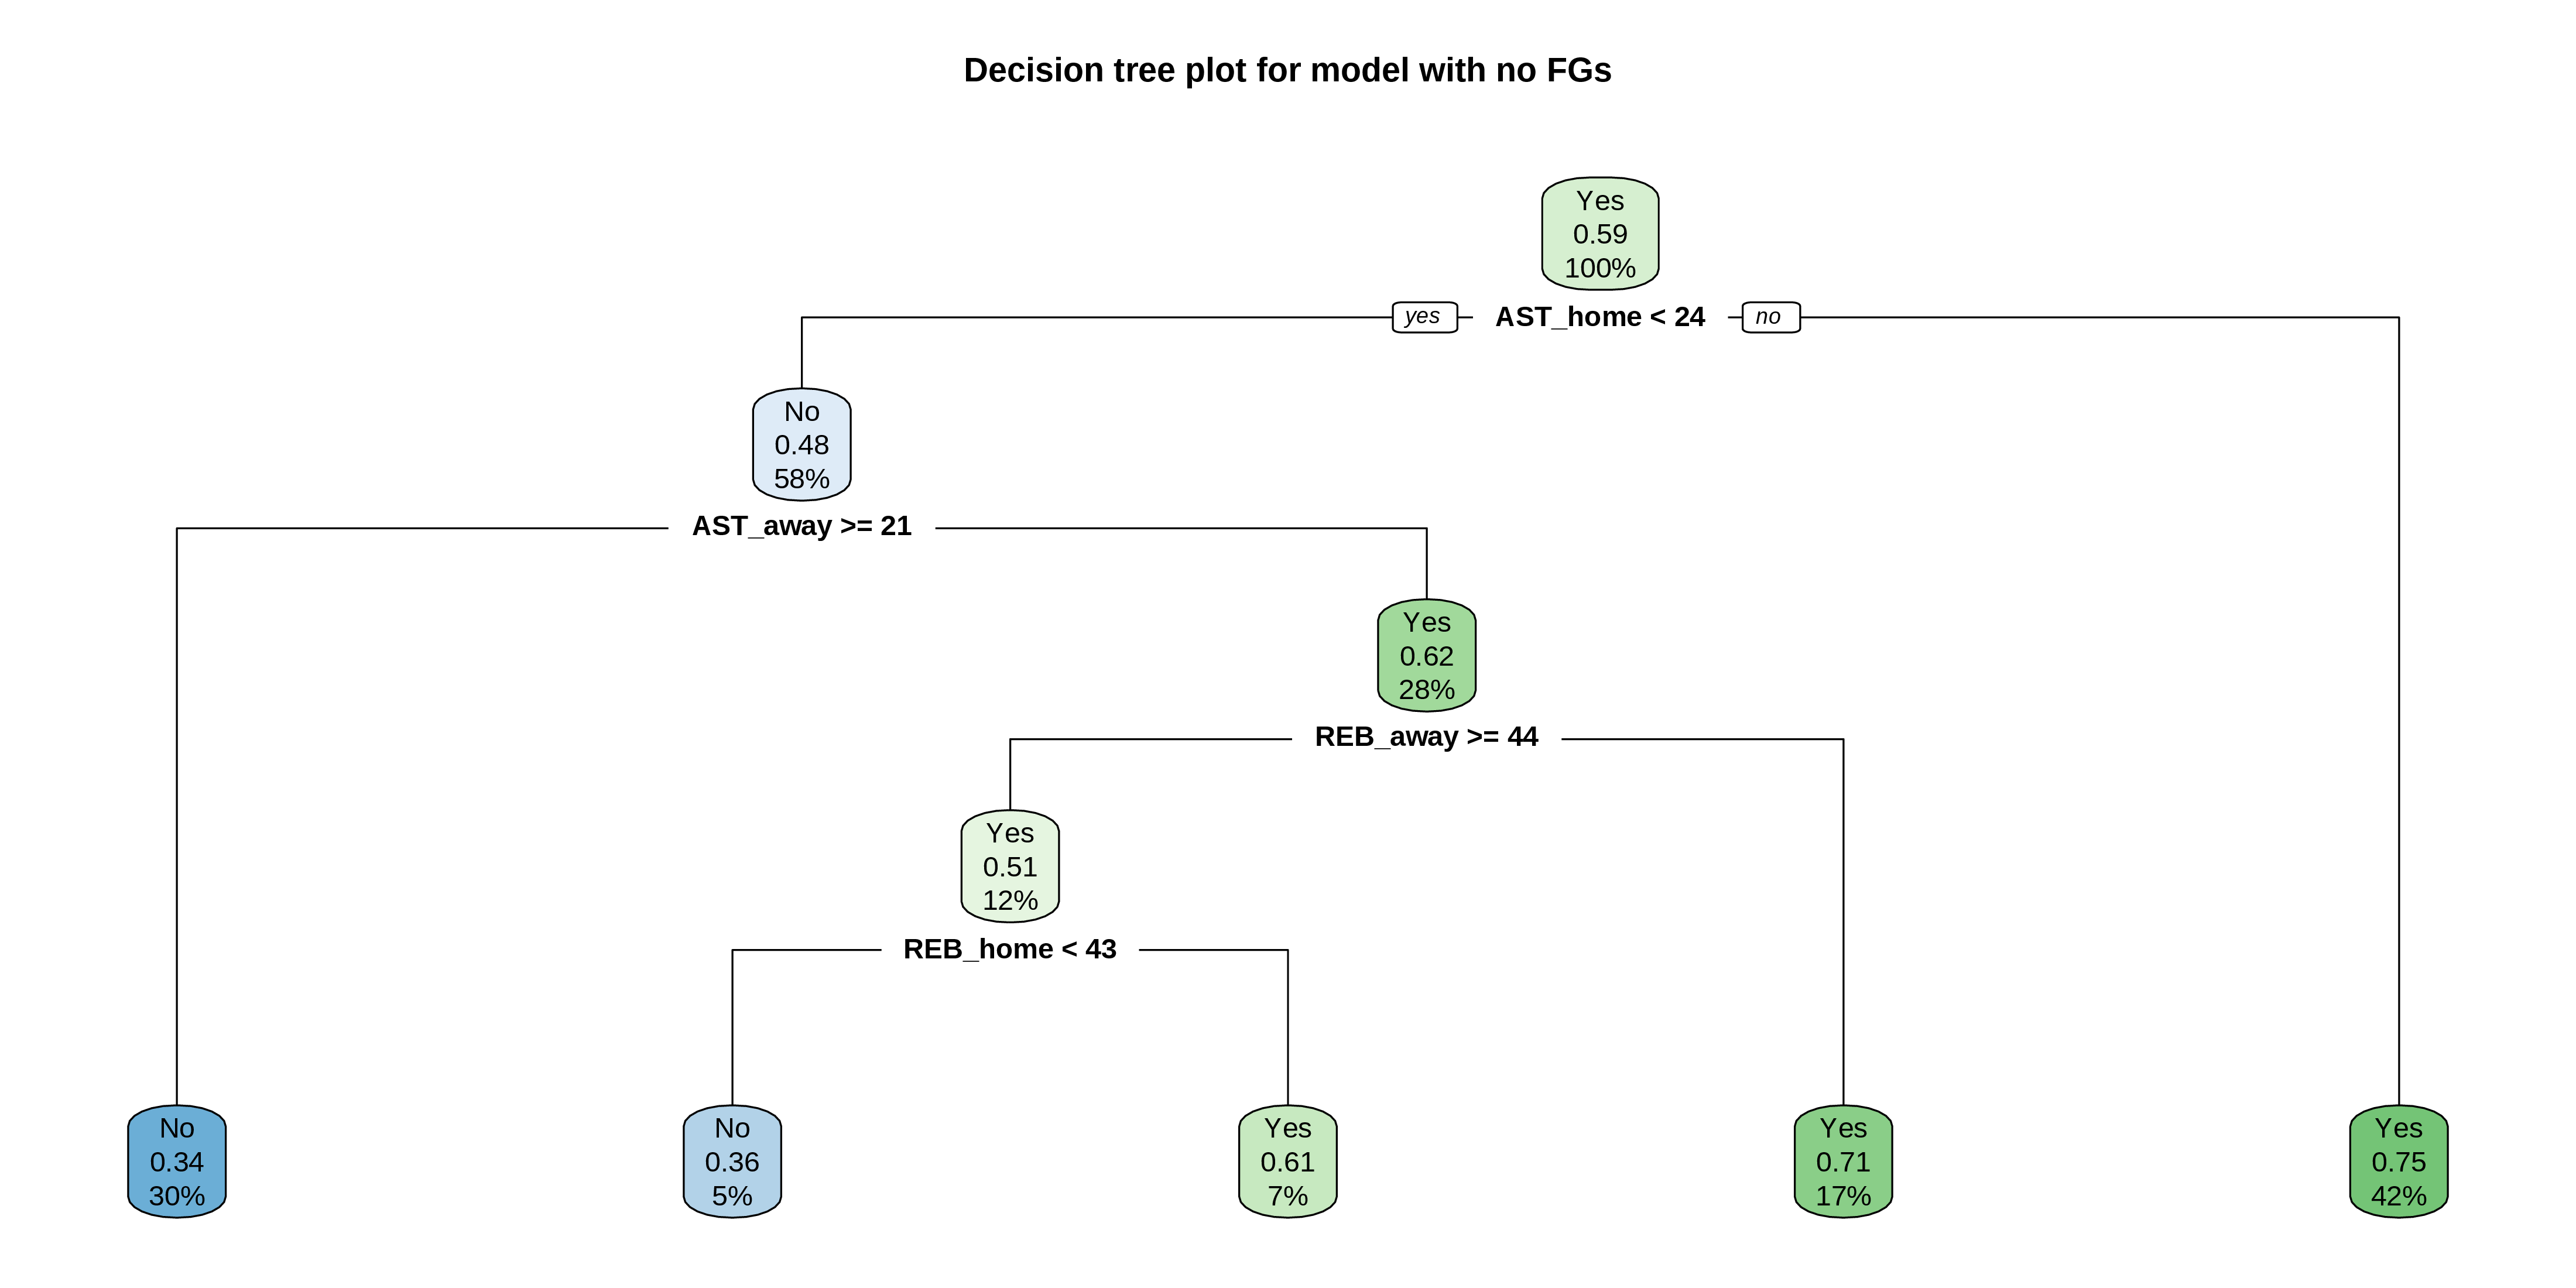 Decision tree plot for model with no FGs
Yes
0.59
100%
yes
AST_home < 24
no
No
0.48
58%
AST_away >= 21
Yes
0.62
28%
REB_away >= 44
Yes
0.51
12%
REB_home < 43
No
0.34
30%
No
0.36
5%
Yes
0.61
7%
Yes
0.71
17%
Yes
0.75
42%